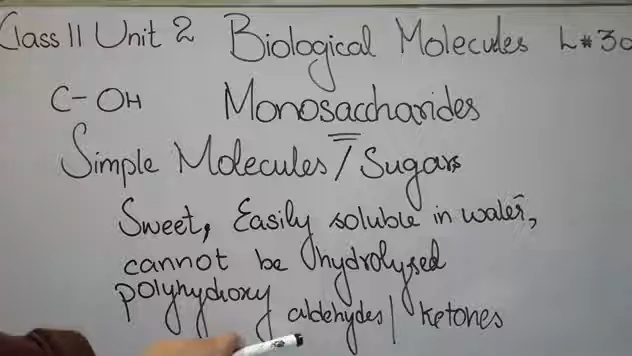 Class 11 Unit 2 Biological Molecules L#30
C-OH Monosaccharides
Simple Molecules / Sugars
Sweet, Easily soluble in water,
cannot be hydrolysed
polyhydroxy aldehydes/ ketones